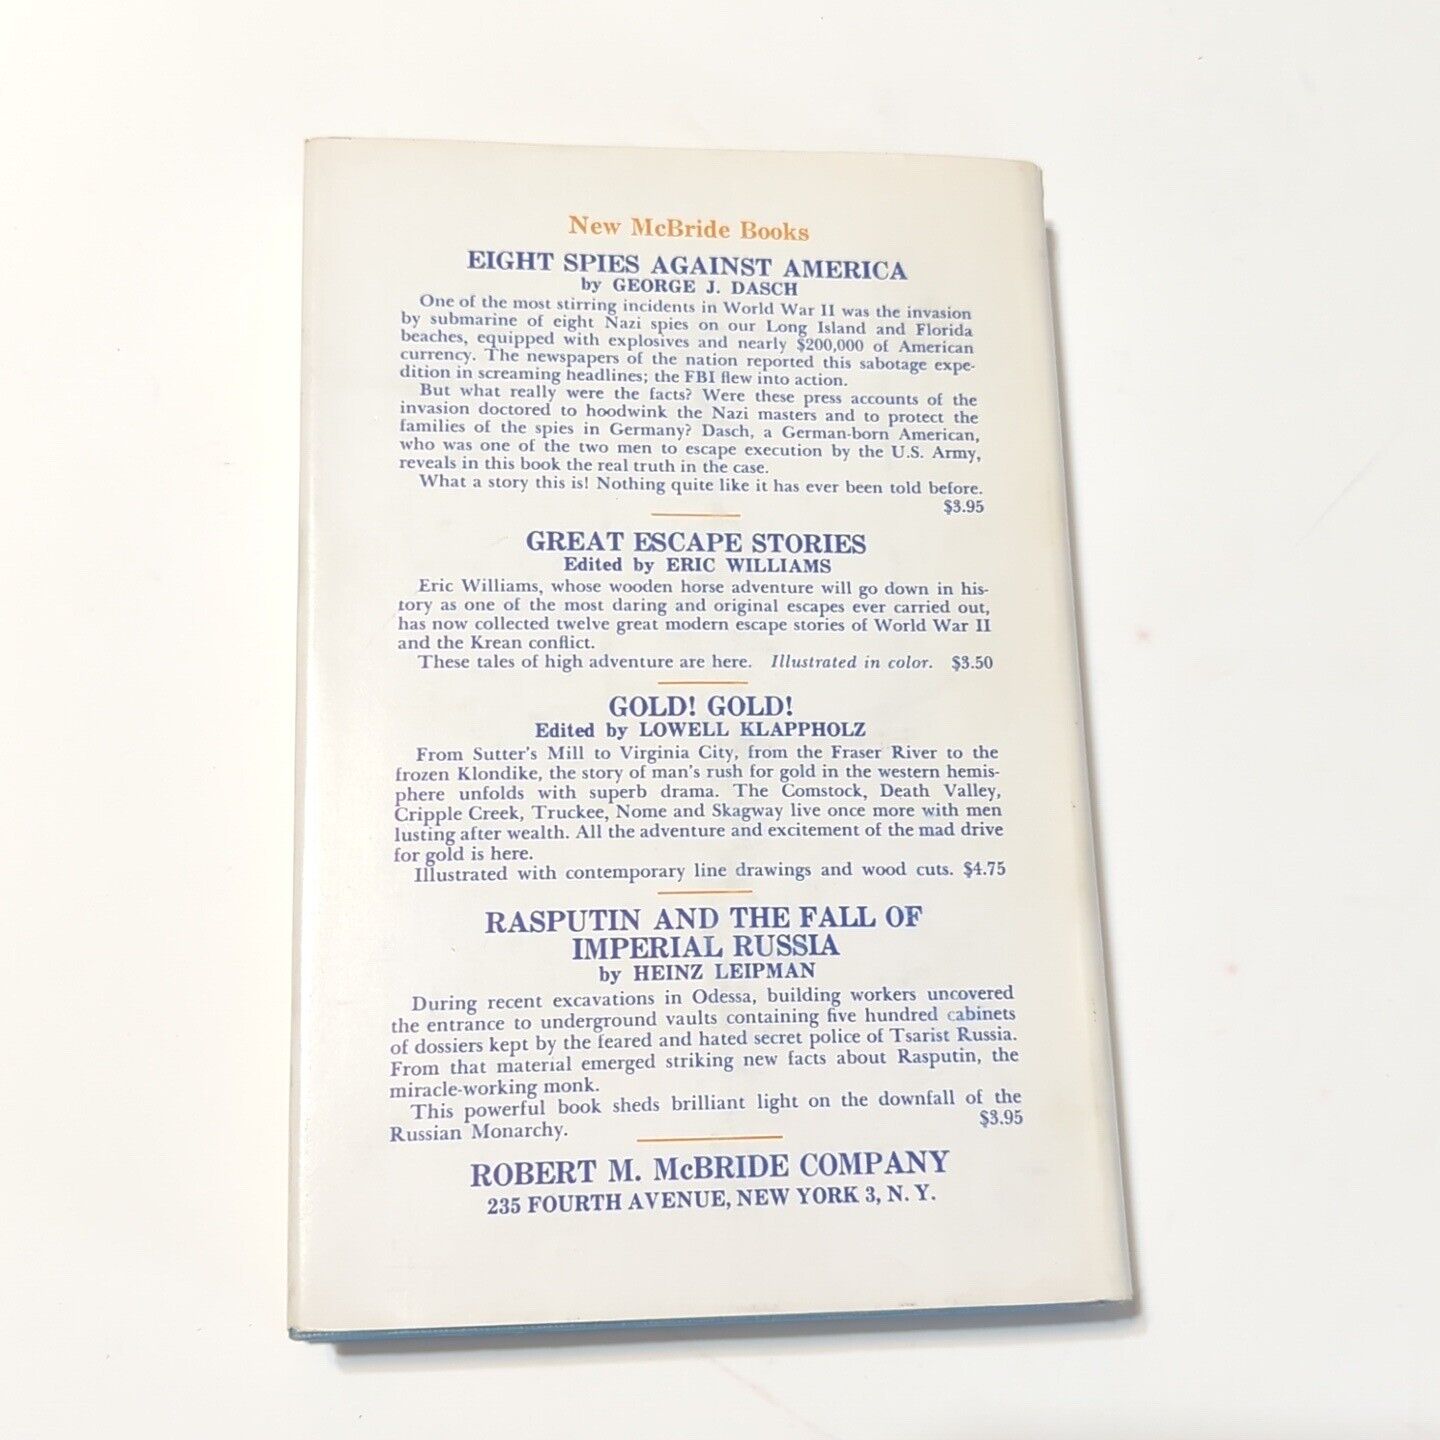 New McBride Books
EIGHT SPIES AGAINST AMERICA
by GEORGE J. DASCH
One of the most stirring incidents in World War II was the invasion
by submarine of eight Nazi spies on our Long Island and Florida
beaches, equipped with explosives and nearly $200,000 of American
currency. The newspapers of the nation reported this sabotage expe-
dition in screaming headlines; the FBI flew into action.
But what really were the facts? Were these press accounts of the
invasion doctored to hoodwink the Nazi masters and to protect the
families of the spies in Germany? Dasch, a German-born American,
who was one of the two men to escape execution by the U.S. Army,
reveals in this book the real truth in the case.
What a story this is! Nothing quite like it has ever been told before.
$3.95
GREAT ESCAPE STORIES
Edited by ERIC WILLIAMS
Eric Williams, whose wooden horse adventure will go down in his-
tory as one of the most daring and original escapes ever carried out,
has now collected twelve great modern escape stories of World War II
and the Krean conflict.
These tales of high adventure are here. Illustrated in color. $3.50
GOLD! GOLD!
Edited by LOWELL KLAPPHOLZ
From Sutter's Mill to Virginia City, from the Fraser River to the
frozen Klondike, the story of man's rush for gold in the western hemis-
phere unfolds with superb drama. The Comstock, Death Valley,
Cripple Creek, Truckee, Nome and Skagway live once more with men
lusting after wealth. All the adventure and excitement of the mad drive
for gold is here.
Illustrated with contemporary line drawings and wood cuts. $4.75
RASPUTIN AND THE FALL OF
IMPERIAL RUSSIA
by HEINZ LEIPMAN
During recent excavations in Odessa, building workers uncovered
the entrance to underground vaults containing five hundred cabinets
of dossiers kept by the feared and hated secret police of Tsarist Russia.
From that material emerged striking new facts about Rasputin, the
miracle-working monk.
This powerful book sheds brilliant light on the downfall of the
Russian Monarchy. $3.95
ROBERT M. McBRIDE COMPANY
235 FOURTH AVENUE, NEW YORK 3, N. Y.